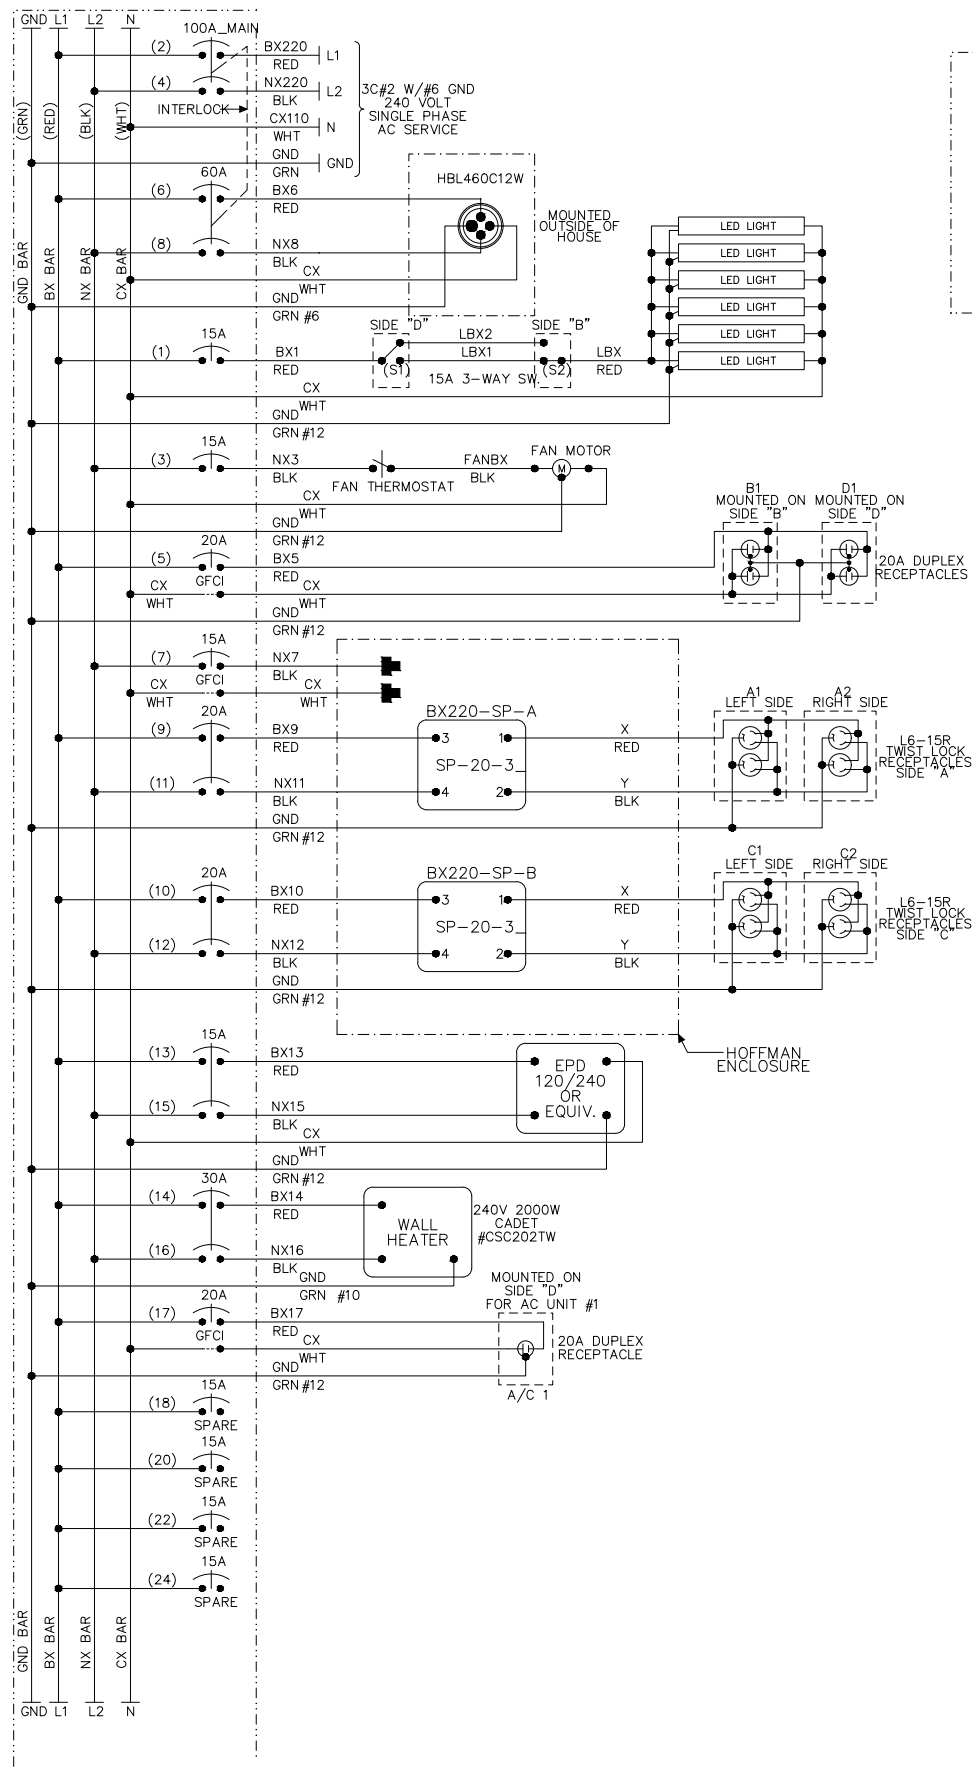 GND L1 L2 N
100A_MAIN
(2) BX220 L1
RED
(4) NX220 L2
BLK
INTERLOCK
CX110 N
WHT
GND GND
GRN
3C#2 W/#6 GND
240 VOLT
SINGLE PHASE
AC SERVICE
(GRN) (RED) (BLK) (WHT)
60A
(6) BX6
RED
(8) NX8
BLK
CX
WHT
GND
GRN #6
HBL460C12W
MOUNTED
OUTSIDE OF
HOUSE
GND BAR BX BAR NX BAR CX BAR
LED LIGHT
LED LIGHT
LED LIGHT
LED LIGHT
LED LIGHT
LED LIGHT
15A
(1) BX1
RED
SIDE "D" SIDE "B"
LBX2
LBX1
(S1) (S2)
15A 3-WAY SW.
LBX
RED
CX
WHT
GND
GRN #12
15A
(3) NX3
BLK
FAN THERMOSTAT
FANBX
BLK
FAN MOTOR
M
CX
WHT
GND
GRN #12
20A
(5) BX5
RED
GFCI
CX
WHT
CX
WHT
GND
GRN #12
B1
MOUNTED ON
SIDE "B"
D1
MOUNTED ON
SIDE "D"
20A DUPLEX
RECEPTACLES
15A
(7) NX7
BLK
GFCI
CX
WHT
CX
WHT
20A
(9) BX9
RED
(11) NX11
BLK
GND
GRN #12
BX220-SP-A
3 1
SP-20-3_
4 2
X
RED
Y
BLK
A1
LEFT SIDE
A2
RIGHT SIDE
L6-15R
TWIST LOCK
RECEPTACLES
SIDE "A"
20A
(10) BX10
RED
(12) NX12
BLK
GND
GRN #12
BX220-SP-B
3 1
SP-20-3_
4 2
X
RED
Y
BLK
C1
LEFT SIDE
C2
RIGHT SIDE
L6-15R
TWIST LOCK
RECEPTACLES
SIDE "C"
HOFFMAN
ENCLOSURE
15A
(13) BX13
RED
(15) NX15
BLK
CX
WHT
GND
GRN #12
EPD
120/240
OR
EQUIV.
30A
(14) BX14
RED
(16) NX16
BLK
GND
GRN #10
WALL
HEATER
240V 2000W
CADET
#CSC202TW
20A
(17) BX17
RED
GFCI
CX
WHT
GND
GRN #12
MOUNTED ON
SIDE "D"
FOR AC UNIT #1
20A DUPLEX
RECEPTACLE
A/C 1
15A
(18)
SPARE
15A
(20)
SPARE
15A
(22)
SPARE
15A
(24)
SPARE
GND BAR BX BAR NX BAR CX BAR
GND L1 L2 N